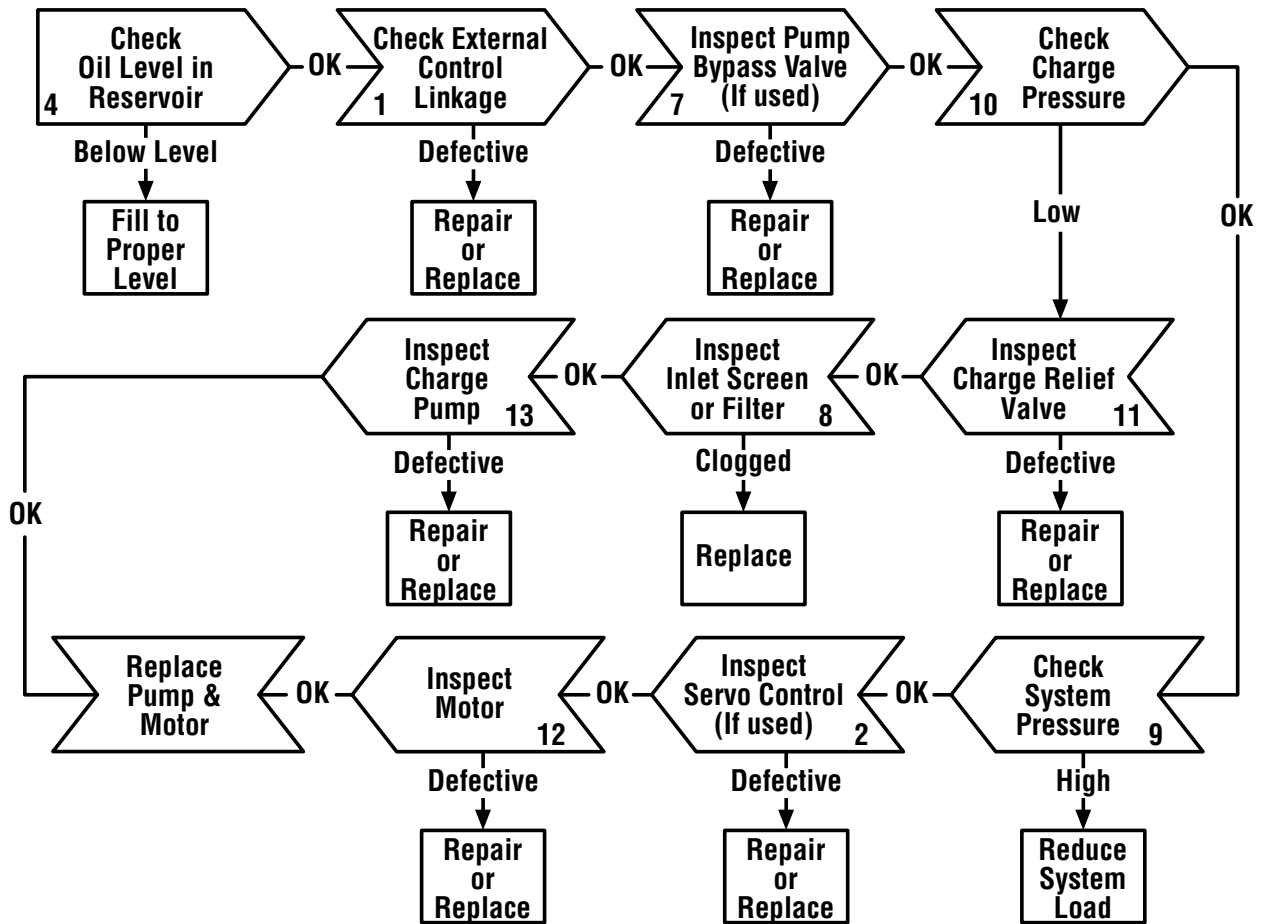 Check
Oil Level in
Reservoir
4
OK
Check External
Control
Linkage
1
OK
Inspect Pump
Bypass Valve
(If used)
7
OK
Check
Charge
Pressure
10
Below Level
Defective
Defective
Low
OK
Fill to
Proper
Level
Repair
or
Replace
Repair
or
Replace
Inspect
Charge
Pump
13
OK
Inspect
Inlet Screen
or Filter
8
OK
Inspect
Charge Relief
Valve
11
Defective
Clogged
Defective
OK
Repair
or
Replace
Replace
Repair
or
Replace
Replace
Pump &
Motor
OK
Inspect
Motor
12
OK
Inspect
Servo Control
(If used)
2
OK
Check
System
Pressure
9
Defective
Defective
High
Repair
or
Replace
Repair
or
Replace
Reduce
System
Load